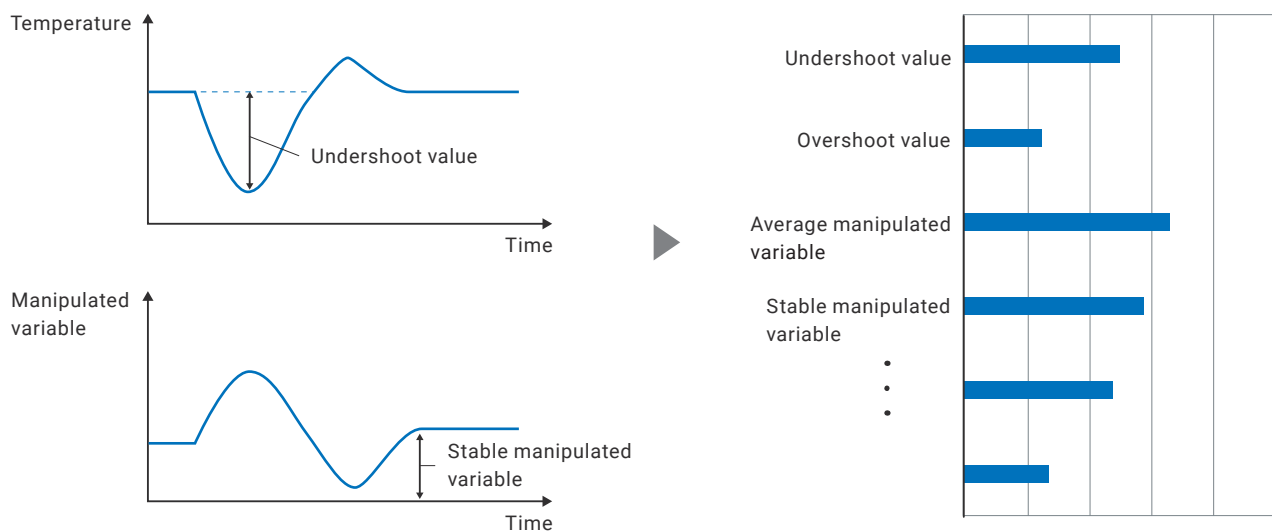 Temperature
Undershoot value
Time
Manipulated
variable
Stable manipulated
variable
Time
Undershoot value
Overshoot value
Average manipulated
variable
Stable manipulated
variable